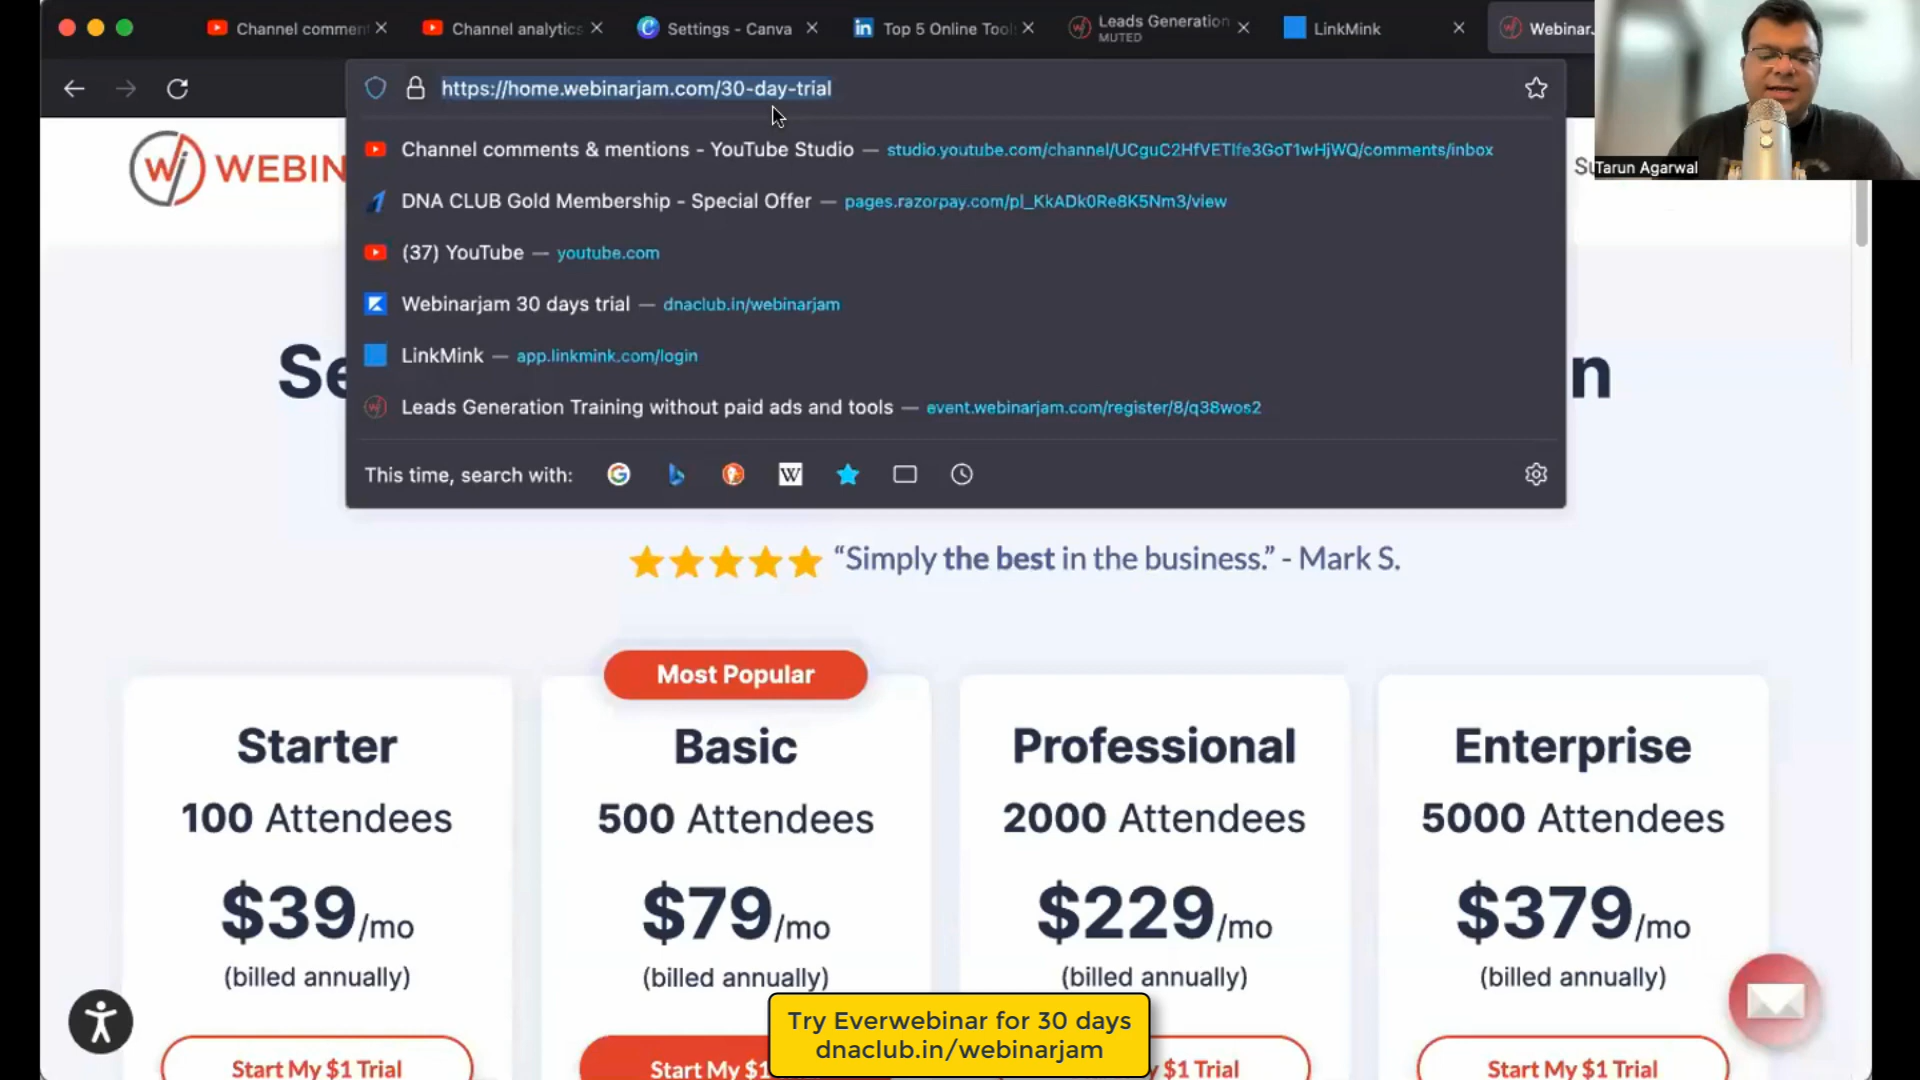 Channel commen
Channel analytics
Settings - Canva
Top 5 Online Tool
Leads Generation
MUTED
LinkMink
Webinar
https://home.webinarjam.com/30-day-trial
Tarun Agarwal
WEBIN
Su
Channel comments & mentions - YouTube Studio — studio.youtube.com/channel/UCguC2HfVETIfe3GoT1wHjWQ/comments/inbox
DNA CLUB Gold Membership - Special Offer — pages.razorpay.com/pl_KkADk0Re8K5Nm3/view
(37) YouTube — youtube.com
Webinarjam 30 days trial — dnaclub.in/webinarjam
LinkMink — app.linkmink.com/login
Leads Generation Training without paid ads and tools — event.webinarjam.com/register/8/q38wos2
This time, search with:
Se
n
“Simply the best in the business.” - Mark S.
Most Popular
Starter
100 Attendees
$39/mo
(billed annually)
Start My $1 Trial
Basic
500 Attendees
$79/mo
(billed annually)
Start My $1
Professional
2000 Attendees
$229/mo
(billed annually)
y $1 Trial
Enterprise
5000 Attendees
$379/mo
(billed annually)
Start My $1 Trial
Try Everwebinar for 30 days
dnaclub.in/webinarjam